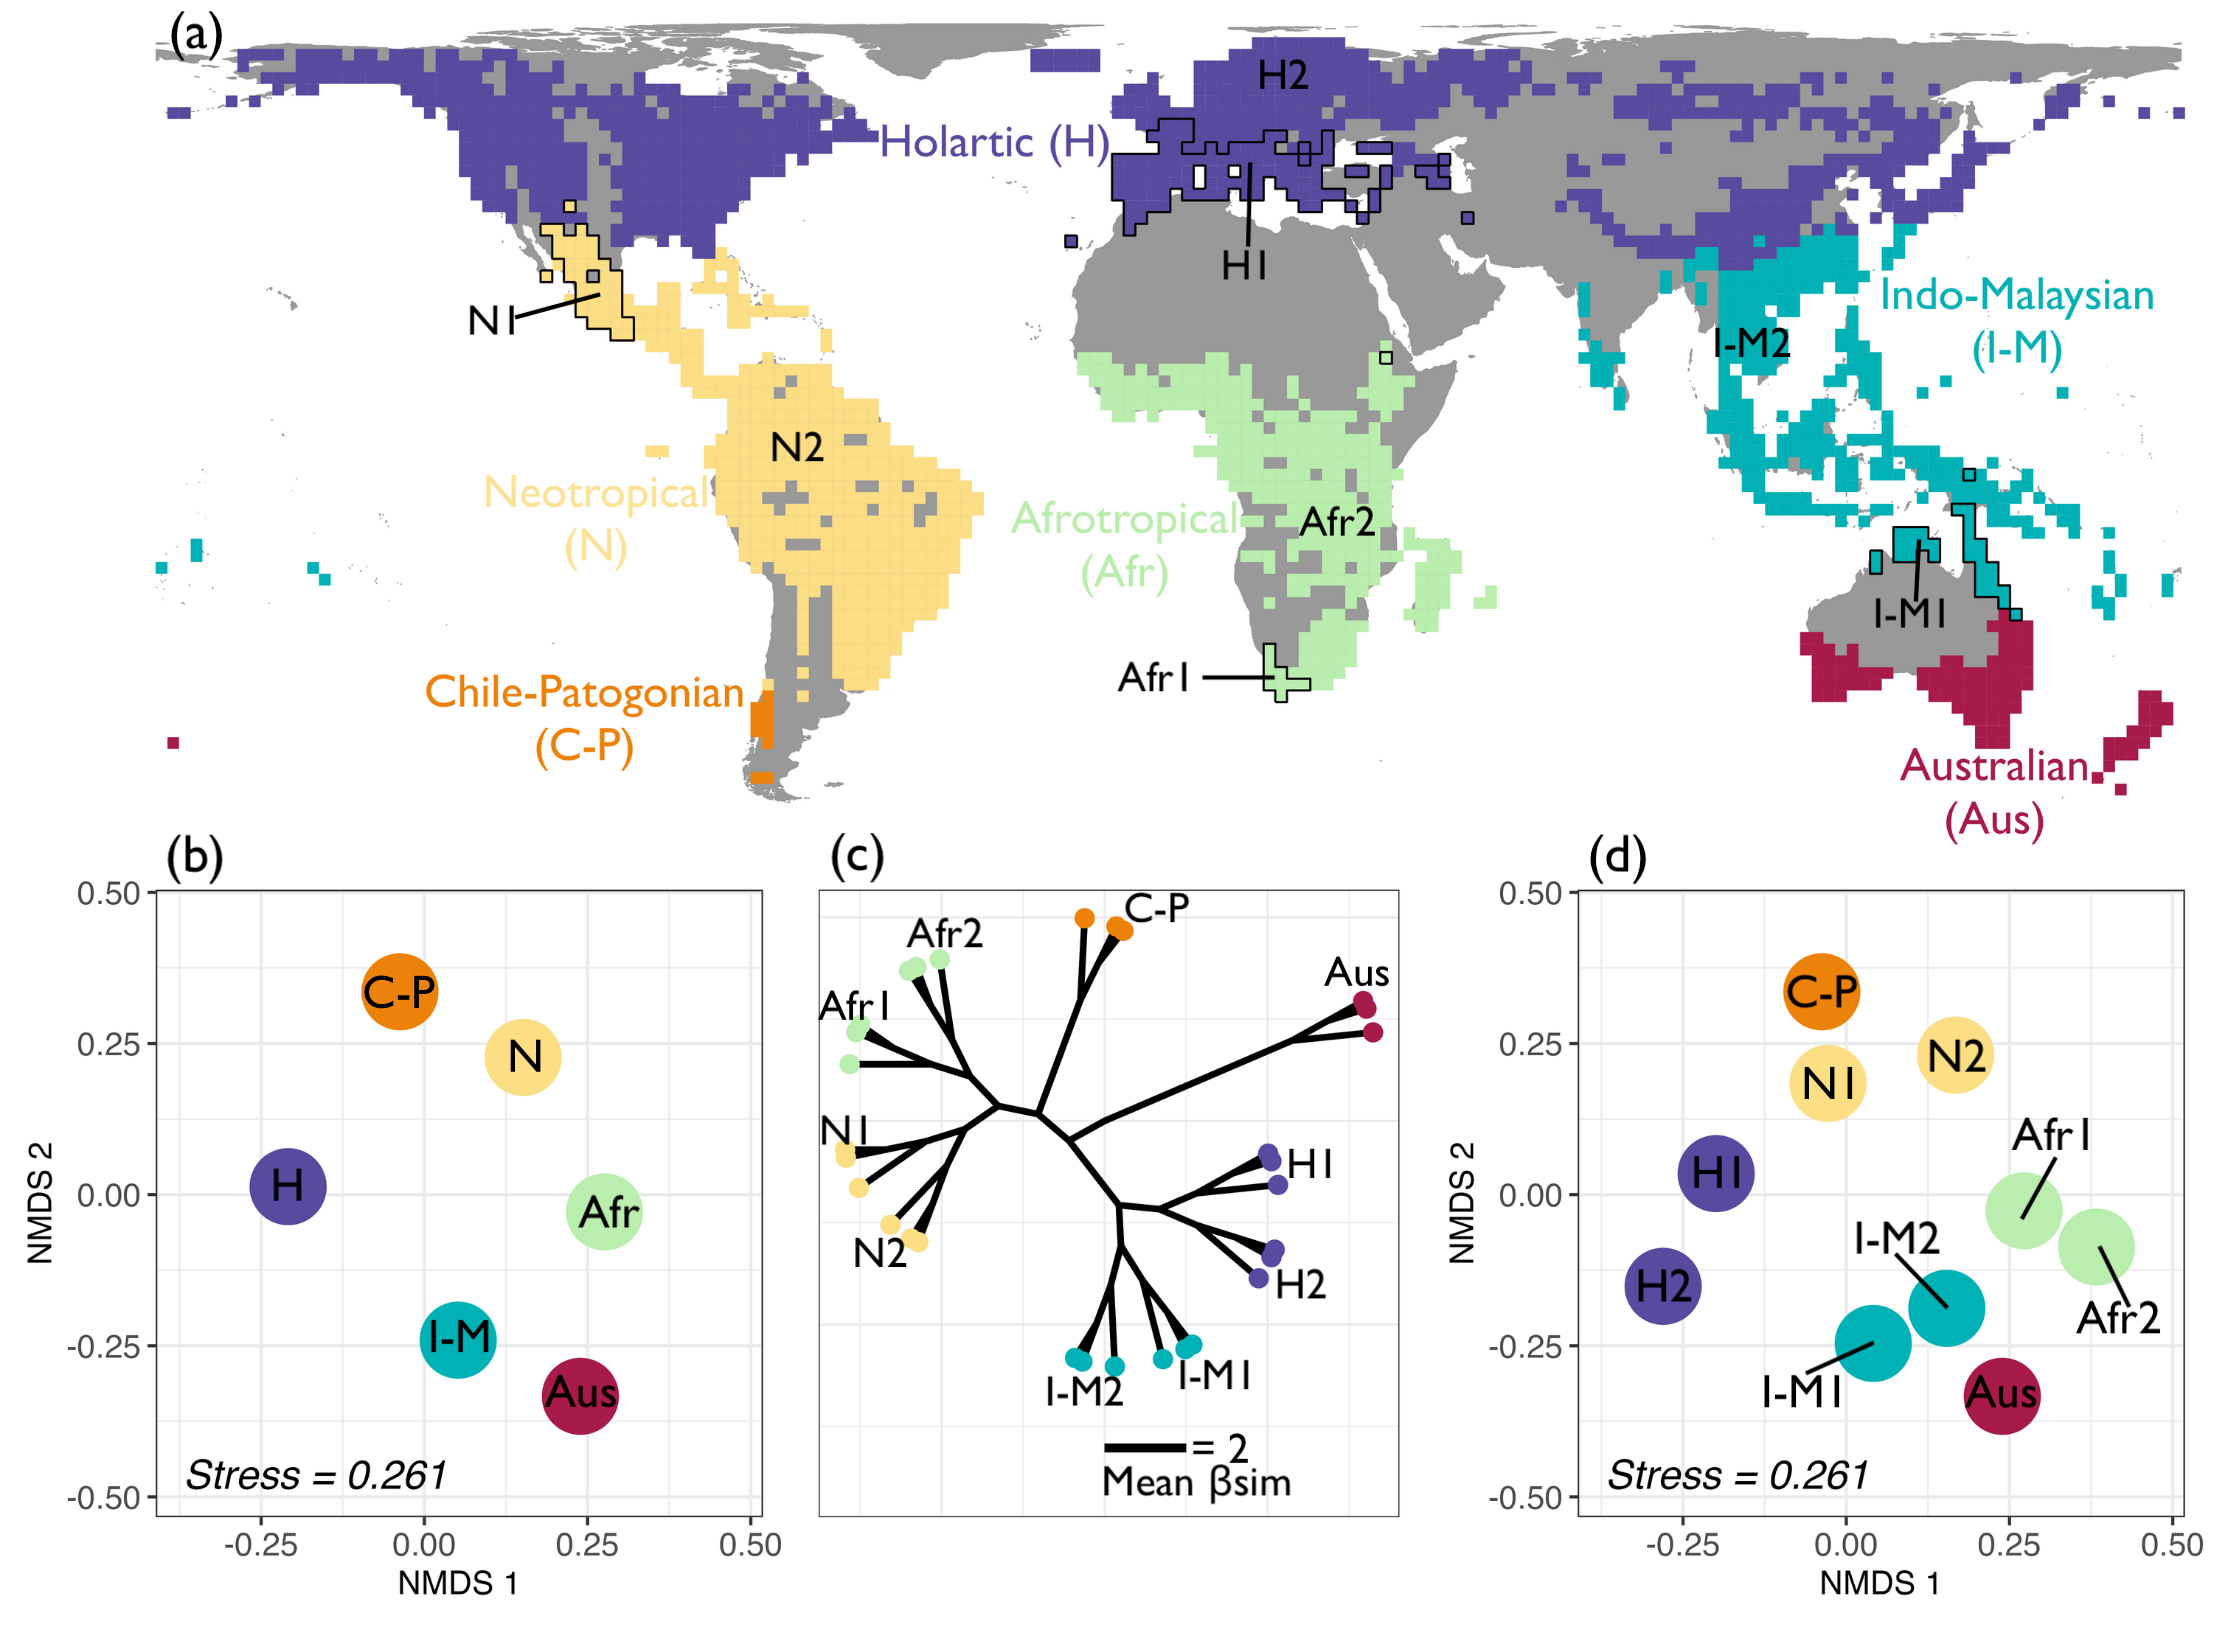 (a)
H2
Holartic (H)
H1
N1
Indo-Malaysian
(I-M)
I-M2
N2
Neotropical
(N)
Afrotropical
(Afr)
Afr2
I-M1
Afr1
Chile-Patogonian
(C-P)
Australian
(Aus)
(b)
0.50
0.25
0.00
-0.25
-0.50
NMDS 2
C-P
N
H
Afr
I-M
Aus
Stress = 0.261
-0.25 0.00 0.25 0.50
NMDS 1
(c)
C-P
Afr2
Aus
Afr1
N1
H1
N2
H2
I-M1
I-M2
= 2
Mean βsim
(d)
0.50
0.25
0.00
-0.25
-0.50
NMDS 2
C-P
N2
N1
Afr1
H1
I-M2
H2
Afr2
I-M1
Aus
Stress = 0.261
-0.25 0.00 0.25 0.50
NMDS 1